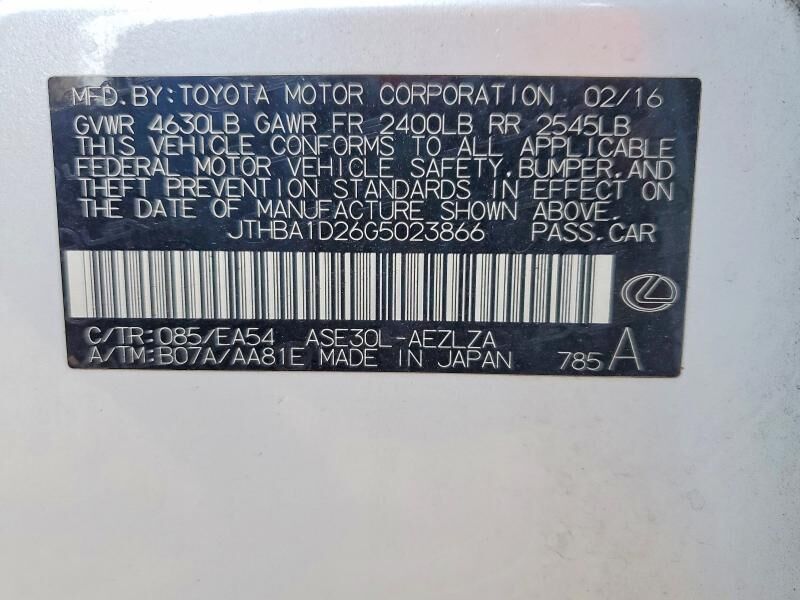 MFD.BY:TOYOTA MOTOR CORPORATION 02/16
GVWR 4630LB GAWR FR 2400LB RR 2545LB
THIS VEHICLE CONFORMS TO ALL APPLICABLE
FEDERAL MOTOR VEHICLE SAFETY,BUMPER,AND
THEFT PREVENTION STANDARDS IN EFFECT ON
THE DATE OF MANUFACTURE SHOWN ABOVE.
JTHBA1D26G5023866 PASS.CAR
C/TR:085/EA54 ASE30L-AEZLZA
A/TM:B07A/AA81E MADE IN JAPAN 785 A